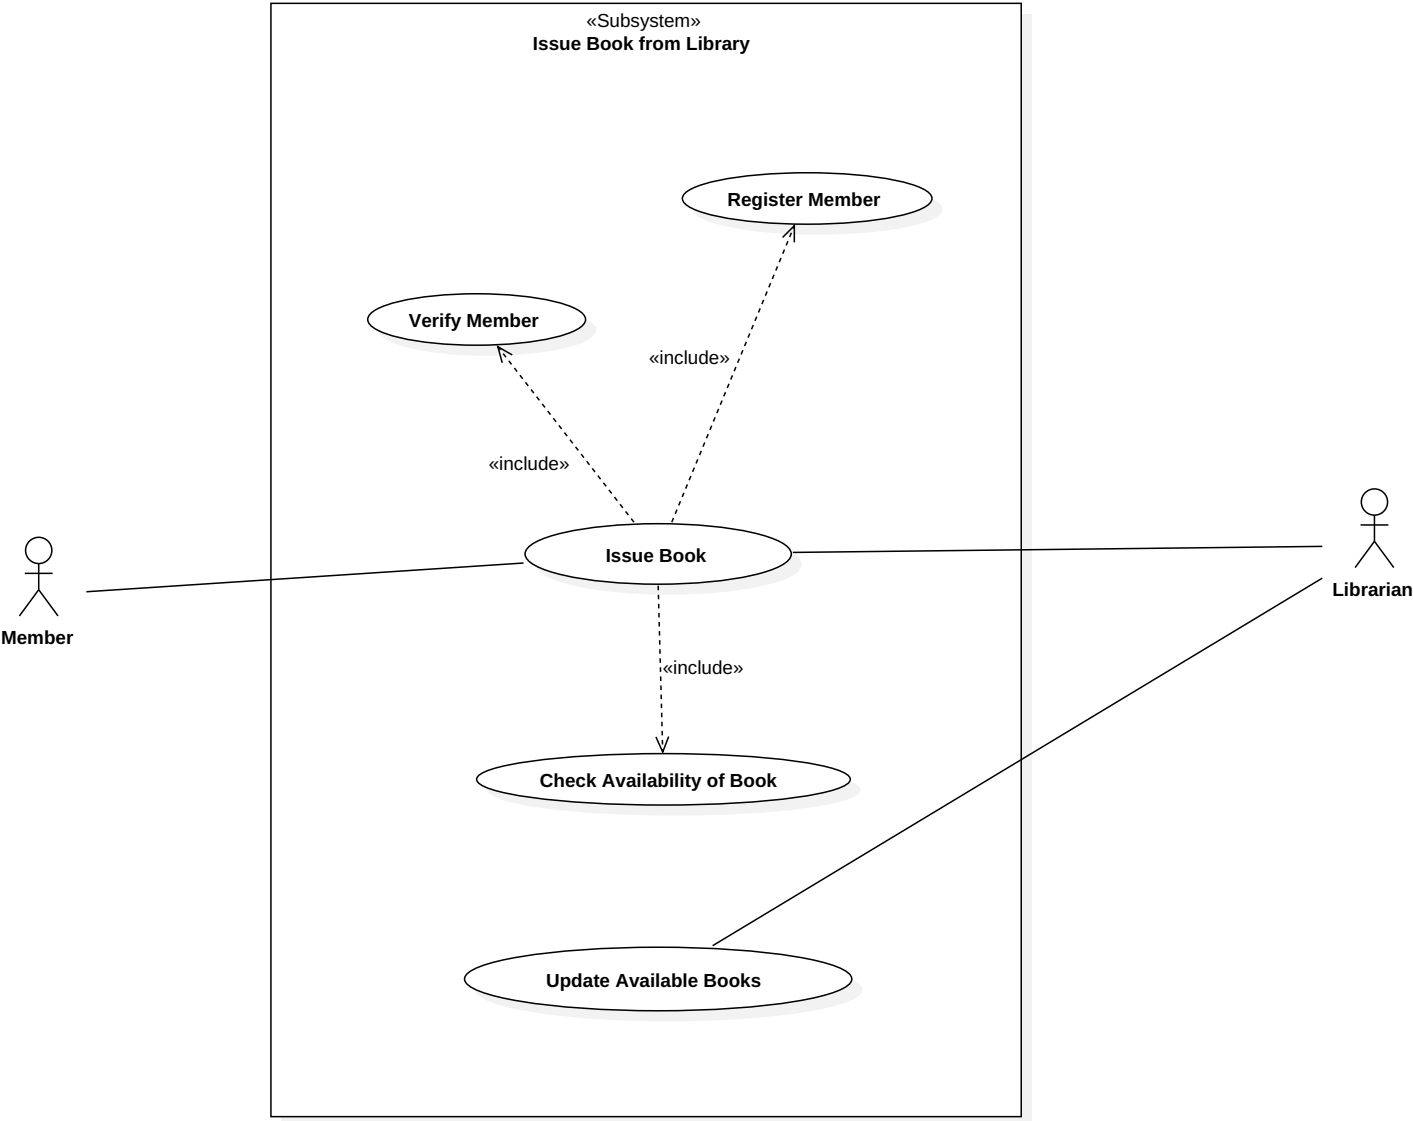 «Subsystem»
Issue Book from Library
Register Member
Verify Member
«include»
«include»
Issue Book
Member
Librarian
«include»
Check Availability of Book
Update Available Books